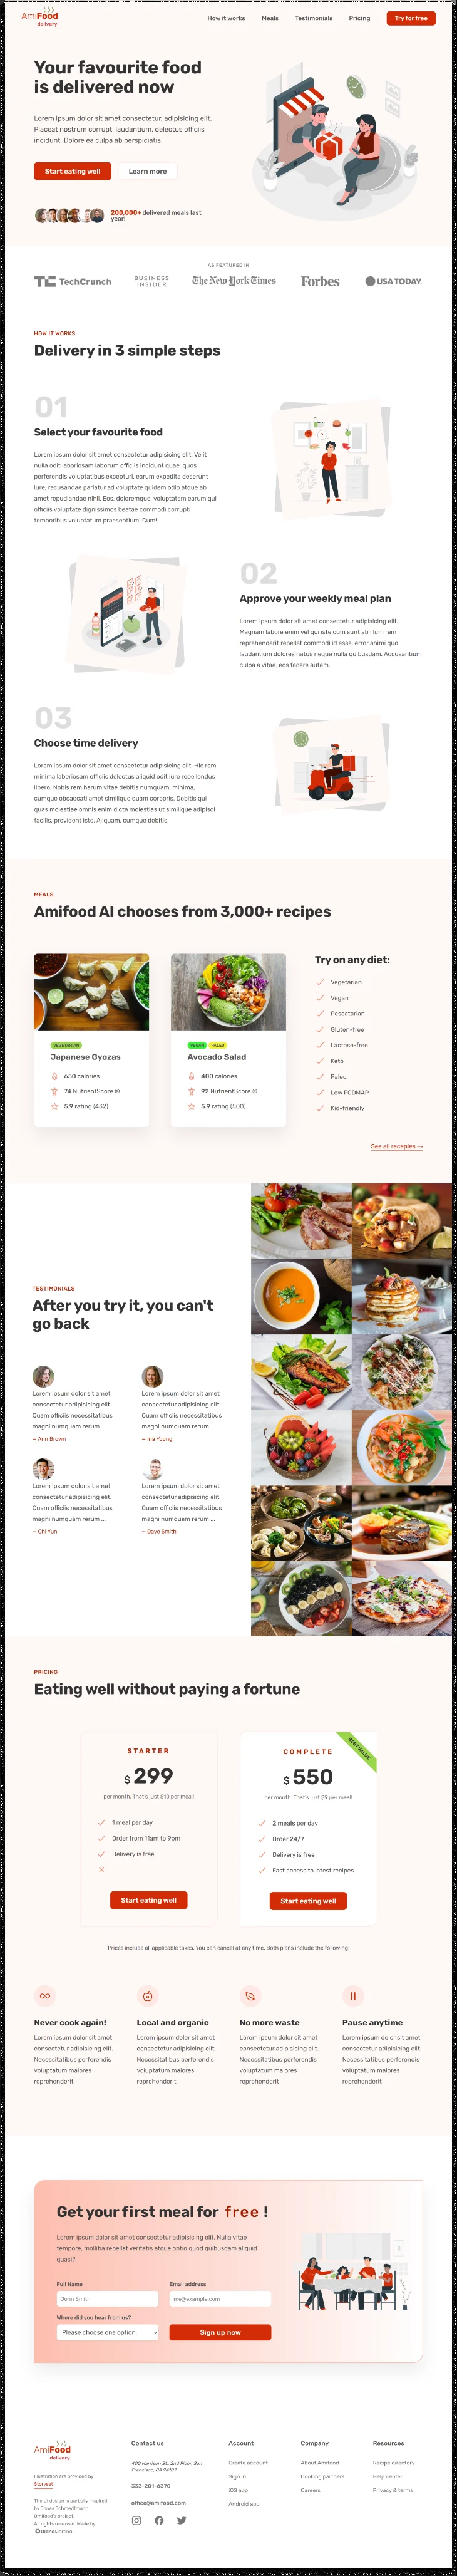 AmiFood
delivery
How it works
Meals
Testimonials
Pricing
Try for free
Your favourite food
is delivered now
Lorem ipsum dolor sit amet consectetur, adipisicing elit.
Placeat nostrum corrupti laudantium, delectus officiis
incidunt. Dolore ea culpa ab perspiciatis.
Start eating well
Learn more
200,000+ delivered meals last
year!
AS FEATURED IN
TechCrunch
BUSINESS
INSIDER
The New York Times
Forbes
USA TODAY
HOW IT WORKS
Delivery in 3 simple steps
01
Select your favourite food
Lorem ipsum dolor sit amet consectetur adipisicing elit. Velit
nulla odit laboriosam laborum officiis incidunt quae, quos
perferendis voluptatibus excepturi, earum expedita deserunt
iure, recusandae pariatur ad voluptate quidem odio atque ab
amet repudiandae nihil. Eos, doloremque, voluptatem earum qui
officiis voluptate dignissimos beatae corrupti
temporibus voluptatum praesentium! Cum!
02
Approve your weekly meal plan
Lorem ipsum dolor sit amet consectetur adipisicing elit.
Magnam labore enim vel qui iste cum sunt ab illum rem
reprehenderit repellat commodi id esse, error animi quo
laudantium dolores natus neque nulla quibusdam. Accusantium
culpa a vitae, eos facere autem.
03
Choose time delivery
Lorem ipsum dolor sit amet consectetur adipisicing elit. Hic rem
minima laboriosam officiis delectus aliquid odit iure repellendus
libero. Nobis rem harum vitae debitis numquam, minima,
cumque obcaecati amet similique quam corporis. Debitis qui
quas molestiae omnis enim dicta molestias ut similique adipisci
facilis, provident isto. Aliquam, cumque debitis.
MEALS
Amifood AI chooses from 3,000+ recipes
VEGETARIAN
Japanese Gyozas
650 calories
74 NutrientScore ®
5.9 rating (432)
VEGAN
PALEO
Avocado Salad
400 calories
92 NutrientScore ®
5.9 rating (500)
Try on any diet:
Vegetarian
Vegan
Pescatarian
Gluten-free
Lactose-free
Keto
Paleo
Low FODMAP
Kid-friendly
See all recepies →
TESTIMONIALS
After you try it, you can't
go back
Lorem ipsum dolor sit amet
consectetur adipisicing elit.
Quam officiis necessitatibus
magni numquam rerum ...
— Ann Brown
Lorem ipsum dolor sit amet
consectetur adipisicing elit.
Quam officiis necessitatibus
magni numquam rerum ...
— Ina Young
Lorem ipsum dolor sit amet
consectetur adipisicing elit.
Quam officiis necessitatibus
magni numquam rerum ...
— Chi Yun
Lorem ipsum dolor sit amet
consectetur adipisicing elit.
Quam officiis necessitatibus
magni numquam rerum ...
— Dave Smith
PRICING
Eating well without paying a fortune
STARTER
$ 299
per month. That's just $10 per meal!
1 meal per day
Order from 11am to 9pm
Delivery is free
Start eating well
BEST VALUE
COMPLETE
$ 550
per month. That's just $9 per meal
2 meals per day
Order 24/7
Delivery is free
Fast access to latest recipes
Start eating well
Prices include all applicable taxes. You can cancel at any time. Both plans include the following:
Never cook again!
Lorem ipsum dolor sit amet
consectetur adipisicing elit.
Necessitatibus perferendis
voluptatum maiores
reprehenderit
Local and organic
Lorem ipsum dolor sit amet
consectetur adipisicing elit.
Necessitatibus perferendis
voluptatum maiores
reprehenderit
No more waste
Lorem ipsum dolor sit amet
consectetur adipisicing elit.
Necessitatibus perferendis
voluptatum maiores
reprehenderit
Pause anytime
Lorem ipsum dolor sit amet
consectetur adipisicing elit.
Necessitatibus perferendis
voluptatum maiores
reprehenderit
Get your first meal for free !
Lorem ipsum dolor sit amet consectetur adipisicing elit. Nulla vitae
tempore, mollitia repellat veritatis atque optio quod quibusdam aliquid
quasi?
Full Name
John Smith
Email address
me@example.com
Where did you hear from us?
Please choose one option:
Sign up now
AmiFood
delivery
Illustration are provided by
Storyset
The UI design is partially inspired
by Jonas Schmedtmann
Omifood's project.
All rights reserved. Made by
Contact us
400 Harrison St., 2nd Floor, San
Francisco, CA 94107
333-201-6370
office@amifood.com
Account
Create account
Sign in
iOS app
Android app
Company
About Amifood
Cooking partners
Careers
Resources
Recipe directory
Help center
Privacy & terms